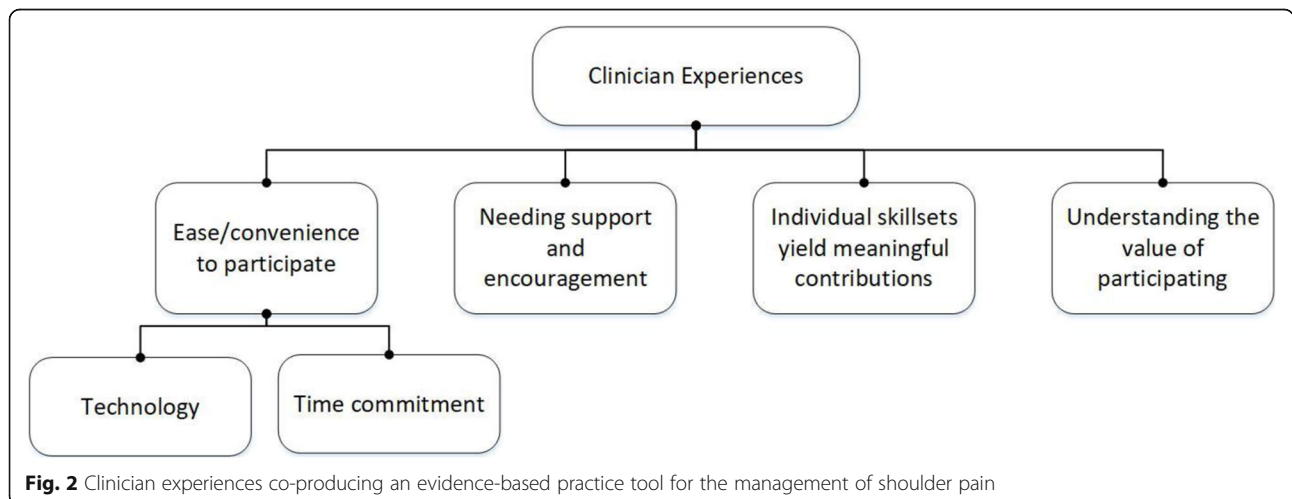 Clinician Experiences
Ease/convenience
to participate
Needing support
and
encouragement
Individual skillsets
yield meaningful
contributions
Understanding the
value of
participating
Technology
Time commitment
Fig. 2 Clinician experiences co-producing an evidence-based practice tool for the management of shoulder pain